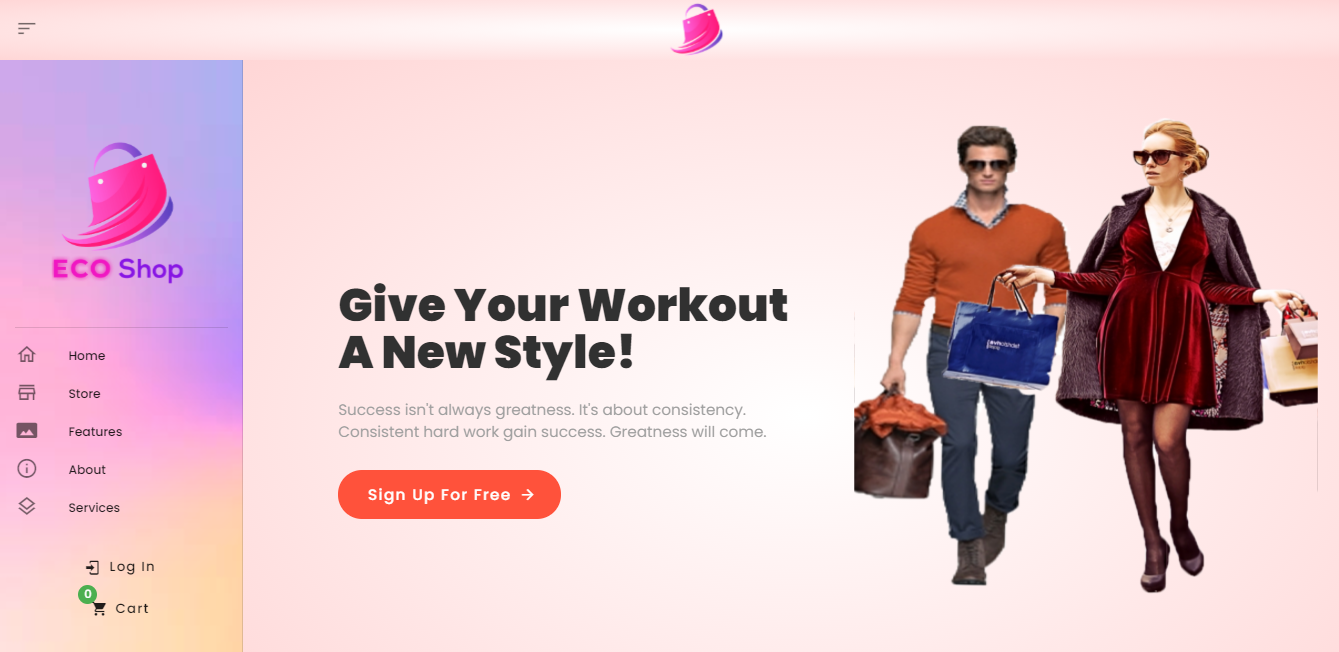 ECO Shop
Home
Store
Features
About
Services
Log In
0
Cart
Give Your Workout
A New Style!
Success isn't always greatness. It's about consistency.
Consistent hard work gain success. Greatness will come.
Sign Up For Free →